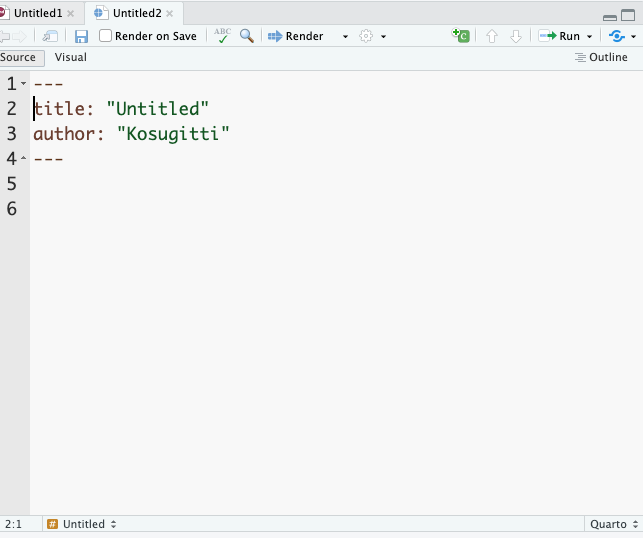 Untitled1 × Untitled2 ×
Render on Save ABC Render Run
Source Visual Outline
1 ---
2 title: "Untitled"
3 author: "Kosugitti"
4 ---
5
6
2:1 # Untitled Quarto